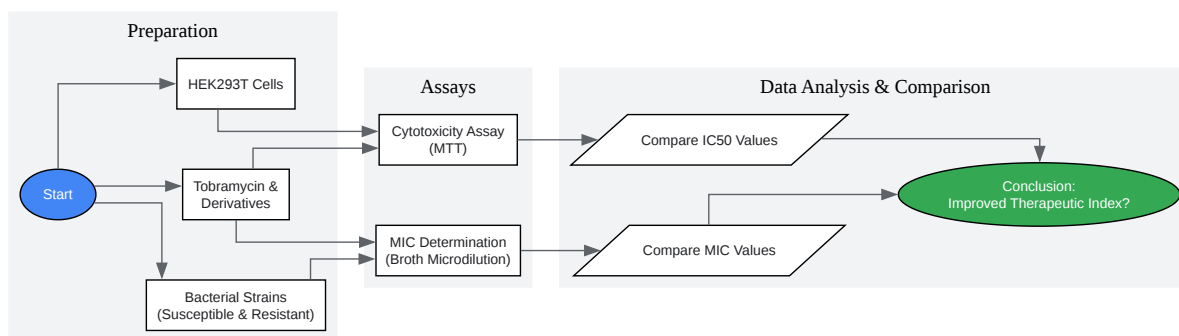 Preparation
HEK293T Cells
Start
Tobramycin &
Derivatives
Bacterial Strains
(Susceptible & Resistant)
Assays
Cytotoxicity Assay
(MTT)
MIC Determination
(Broth Microdilution)
Data Analysis & Comparison
Compare IC50 Values
Compare MIC Values
Conclusion:
Improved Therapeutic Index?